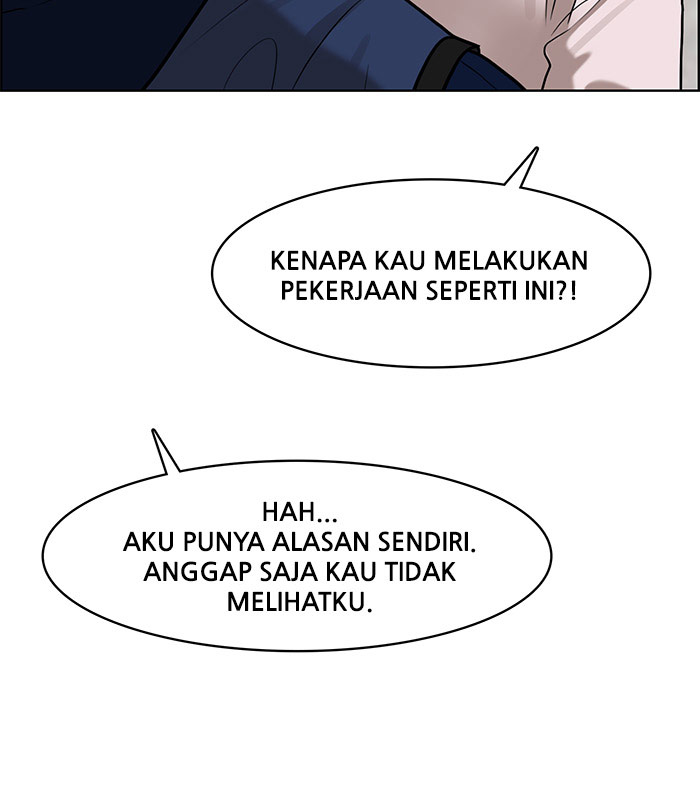 KENAPA KAU MELAKUKAN
PEKERJAAN SEPERTI INI?!
HAH...
AKU PUNYA ALASAN SENDIRI.
ANGGAP SAJA KAU TIDAK
MELIHATKU.